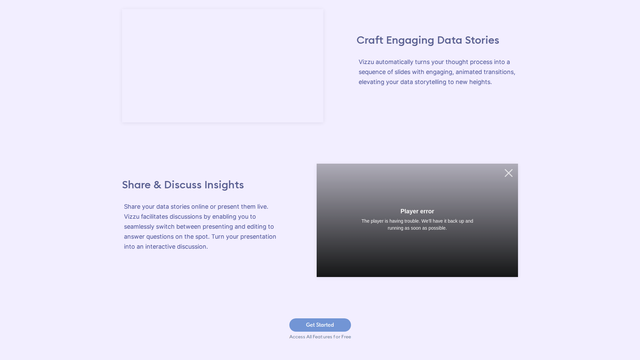 Craft Engaging Data Stories
Vizzu automatically turns your thought process into a
sequence of slides with engaging, animated transitions,
elevating your data storytelling to new heights.
Share & Discuss Insights
Share your data stories online or present them live.
Vizzu facilitates discussions by enabling you to
seamlessly switch between presenting and editing to
answer questions on the spot. Turn your presentation
into an interactive discussion.
Player error
The player is having trouble. We'll have it back up and
running as soon as possible.
Get Started
Access All Features For Free